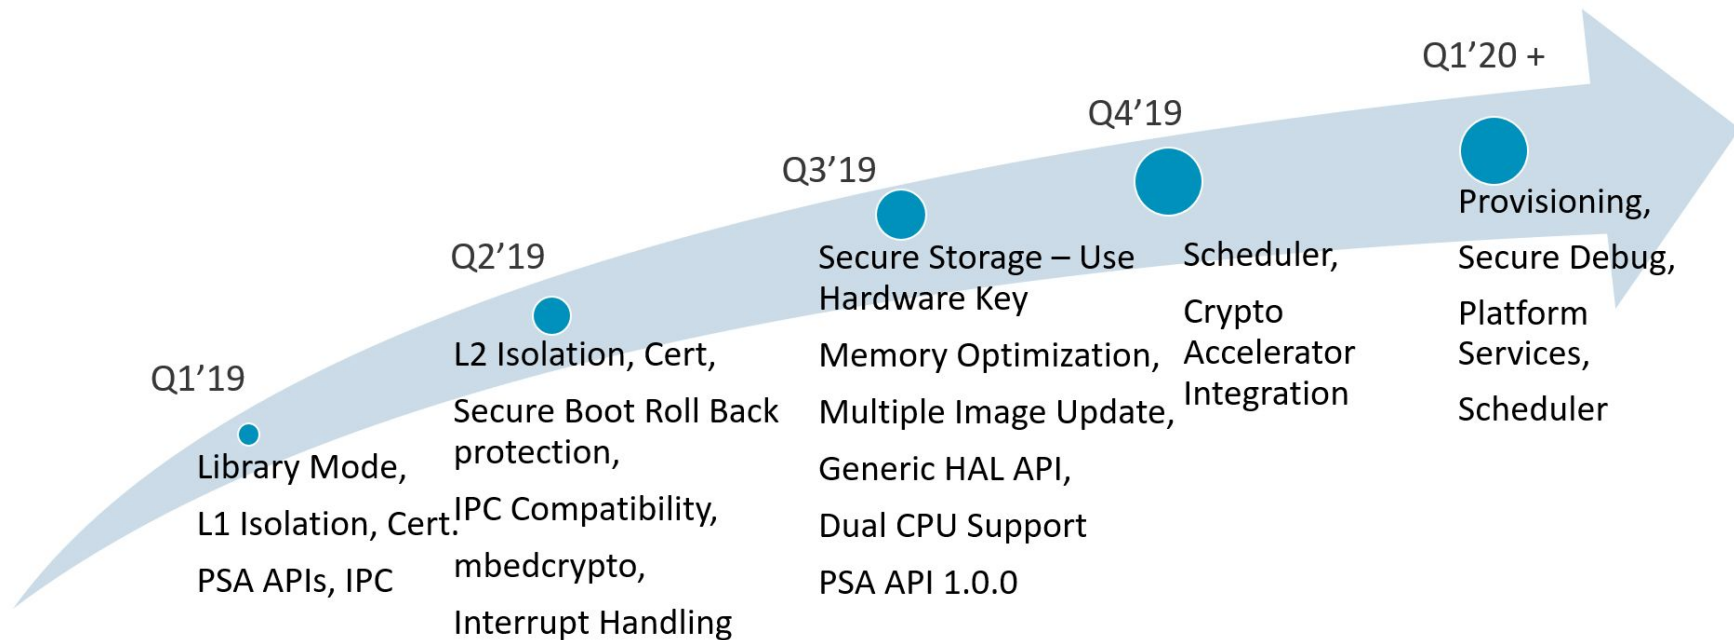 Q1’19
Library Mode,
L1 Isolation, Cert.
PSA APIs, IPC
Q2’19
L2 Isolation, Cert,
Secure Boot Roll Back
protection,
IPC Compatibility,
mbedcrypto,
Interrupt Handling
Q3’19
Secure Storage – Use
Hardware Key
Memory Optimization,
Multiple Image Update,
Generic HAL API,
Dual CPU Support
PSA API 1.0.0
Q4’19
Scheduler,
Crypto
Accelerator
Integration
Q1’20 +
Provisioning,
Secure Debug,
Platform
Services,
Scheduler